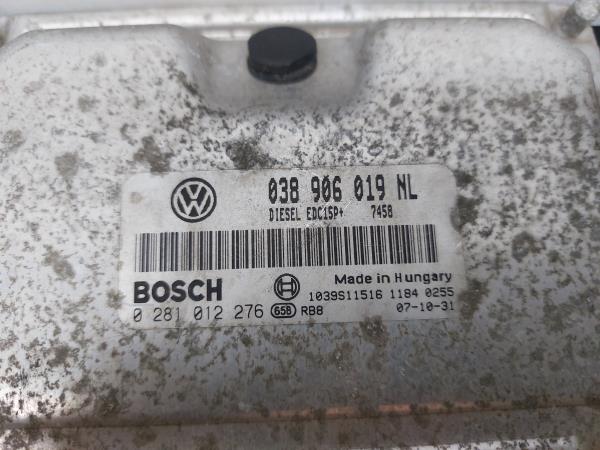 038 906 019 NL
DIESEL EDC15P+ 7458
BOSCH Made in Hungary
1039S11516 1184 0255
0 281 012 276 658 RB8 07-10-31